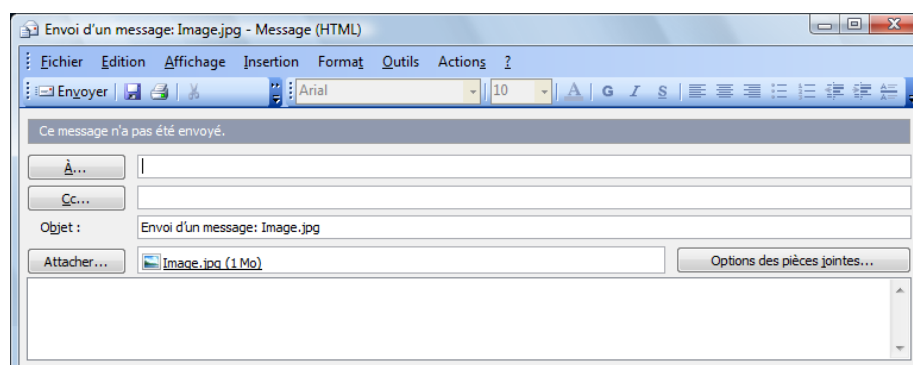 Envoi d'un message: Image.jpg - Message (HTML)
Fichier Edition Affichage Insertion Format Outils Actions ?
Envoyer Arial 10 A G I S
Ce message n'a pas été envoyé.
À...
Cc...
Objet : Envoi d'un message: Image.jpg
Attacher... Image.jpg (1 Mo) Options des pièces jointes...